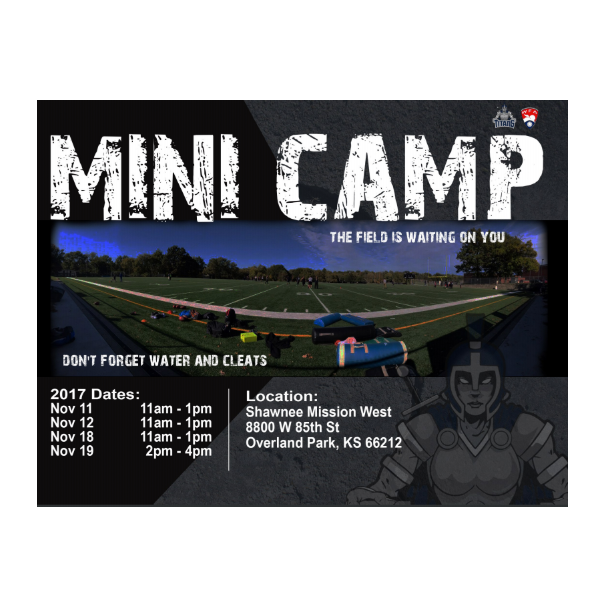 TITANS
MINI CAMP
THE FIELD IS WAITING ON YOU
DON'T FORGET WATER AND CLEATS
2017 Dates:
Nov 11 11am - 1pm
Nov 12 11am - 1pm
Nov 18 11am - 1pm
Nov 19 2pm - 4pm
Location:
Shawnee Mission West
8800 W 85th St
Overland Park, KS 66212